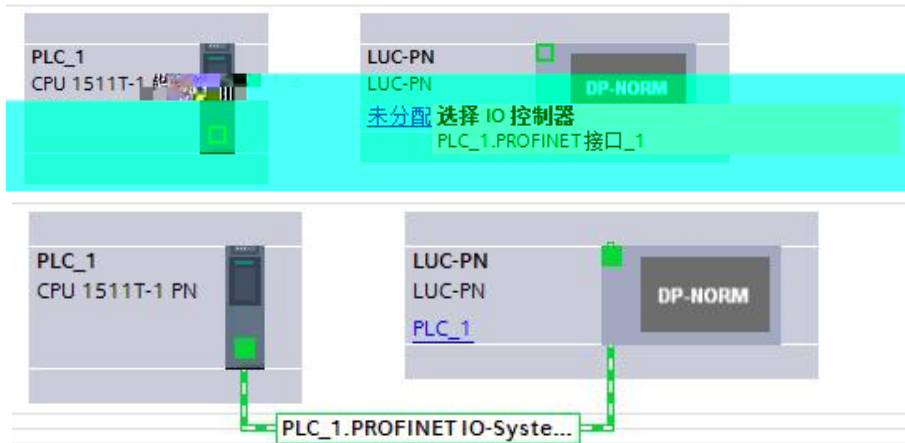 PLC_1
CPU 1511T-1
LUC-PN
LUC-PN
DP-NORM
未分配 选择 IO 控制器
PLC_1.PROFINET接口_1
PLC_1
CPU 1511T-1 PN
LUC-PN
LUC-PN
DP-NORM
PLC_1
PLC_1.PROFINET IO-Syste...